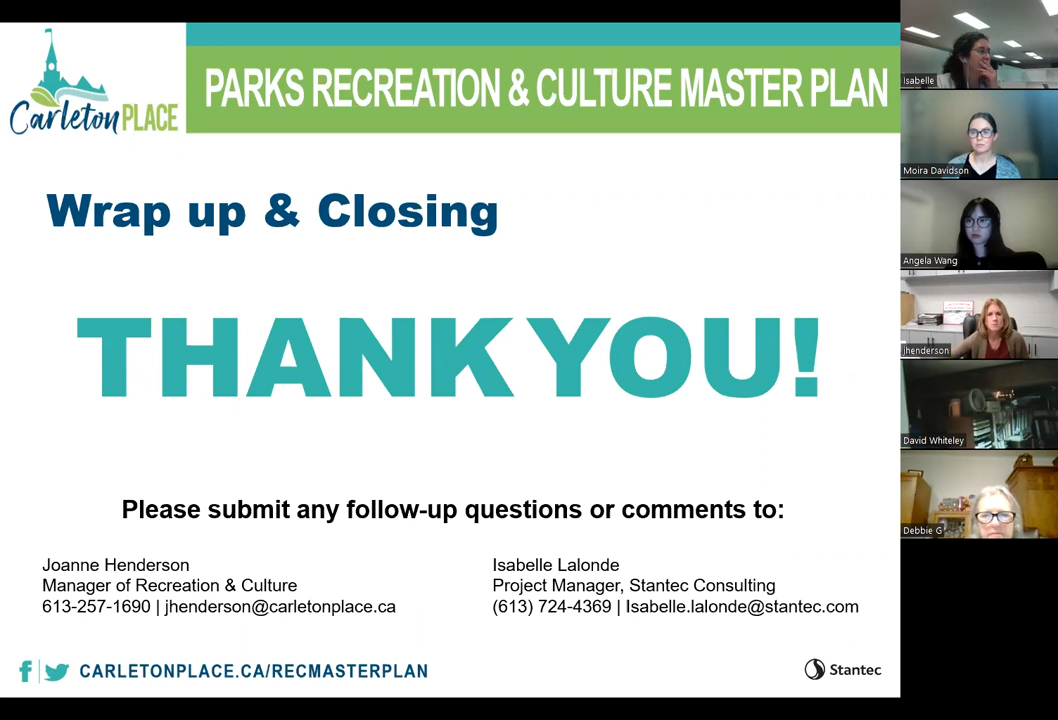 Carleton PLACE
PARKS RECREATION & CULTURE MASTER PLAN
Wrap up & Closing
THANK YOU!
Please submit any follow-up questions or comments to:
Joanne Henderson
Manager of Recreation & Culture
613-257-1690 | jhenderson@carletonplace.ca
Isabelle Lalonde
Project Manager, Stantec Consulting
(613) 724-4369 | Isabelle.lalonde@stantec.com
CARLETONPLACE.CA/RECMASTERPLAN
Stantec
Isabelle
Moira Davidson
Angela Wang
jhenderson
David Whiteley
Debbie G